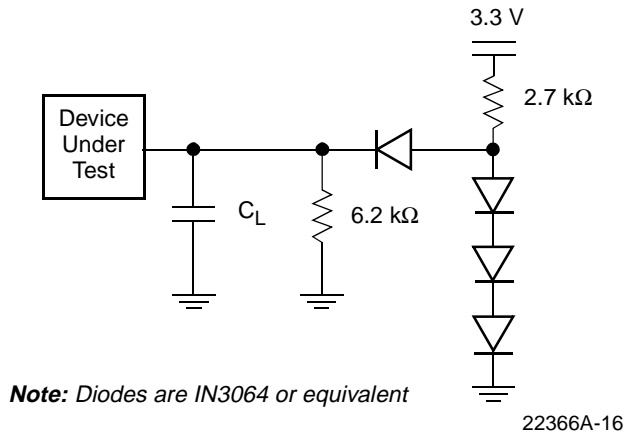 3.3 V
2.7 kΩ
Device
Under
Test
C_L
6.2 kΩ
Note: Diodes are IN3064 or equivalent
22366A-16